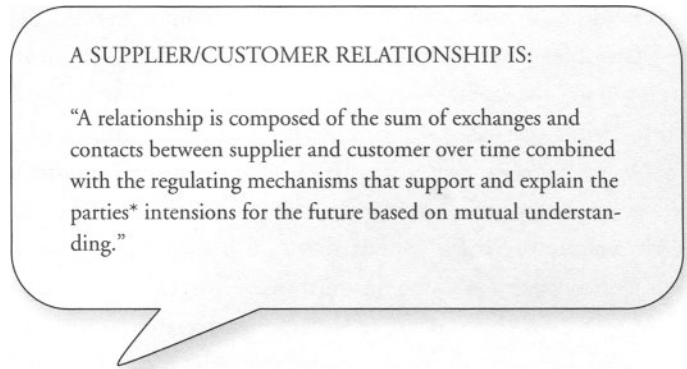 A SUPPLIER/CUSTOMER RELATIONSHIP IS:
“A relationship is composed of the sum of exchanges and
contacts between supplier and customer over time combined
with the regulating mechanisms that support and explain the
parties* intensions for the future based on mutual understan-
ding.”